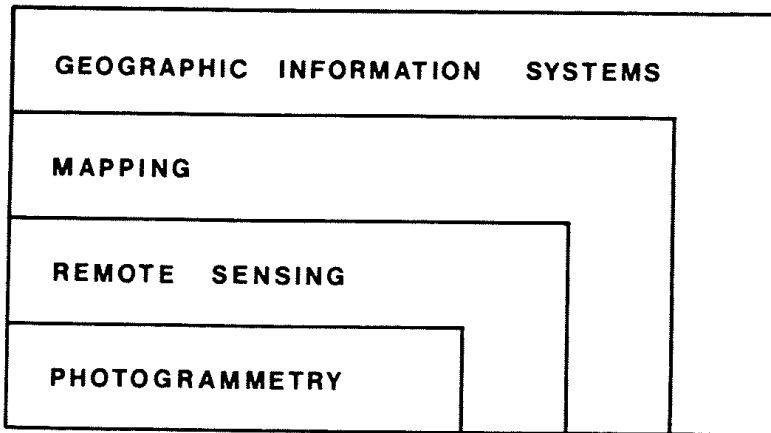 GEOGRAPHIC INFORMATION SYSTEMS
MAPPING
REMOTE SENSING
PHOTOGRAMMETRY